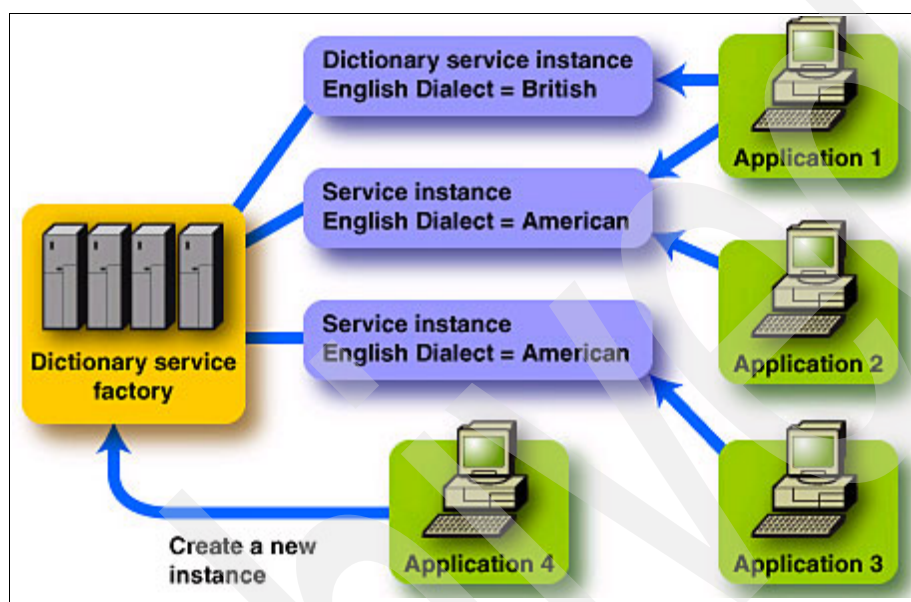 Dictionary service instance
English Dialect = British
Application 1
Service instance
English Dialect = American
Application 2
Service instance
English Dialect = American
Dictionary service
factory
Application 3
Application 4
Create a new
instance